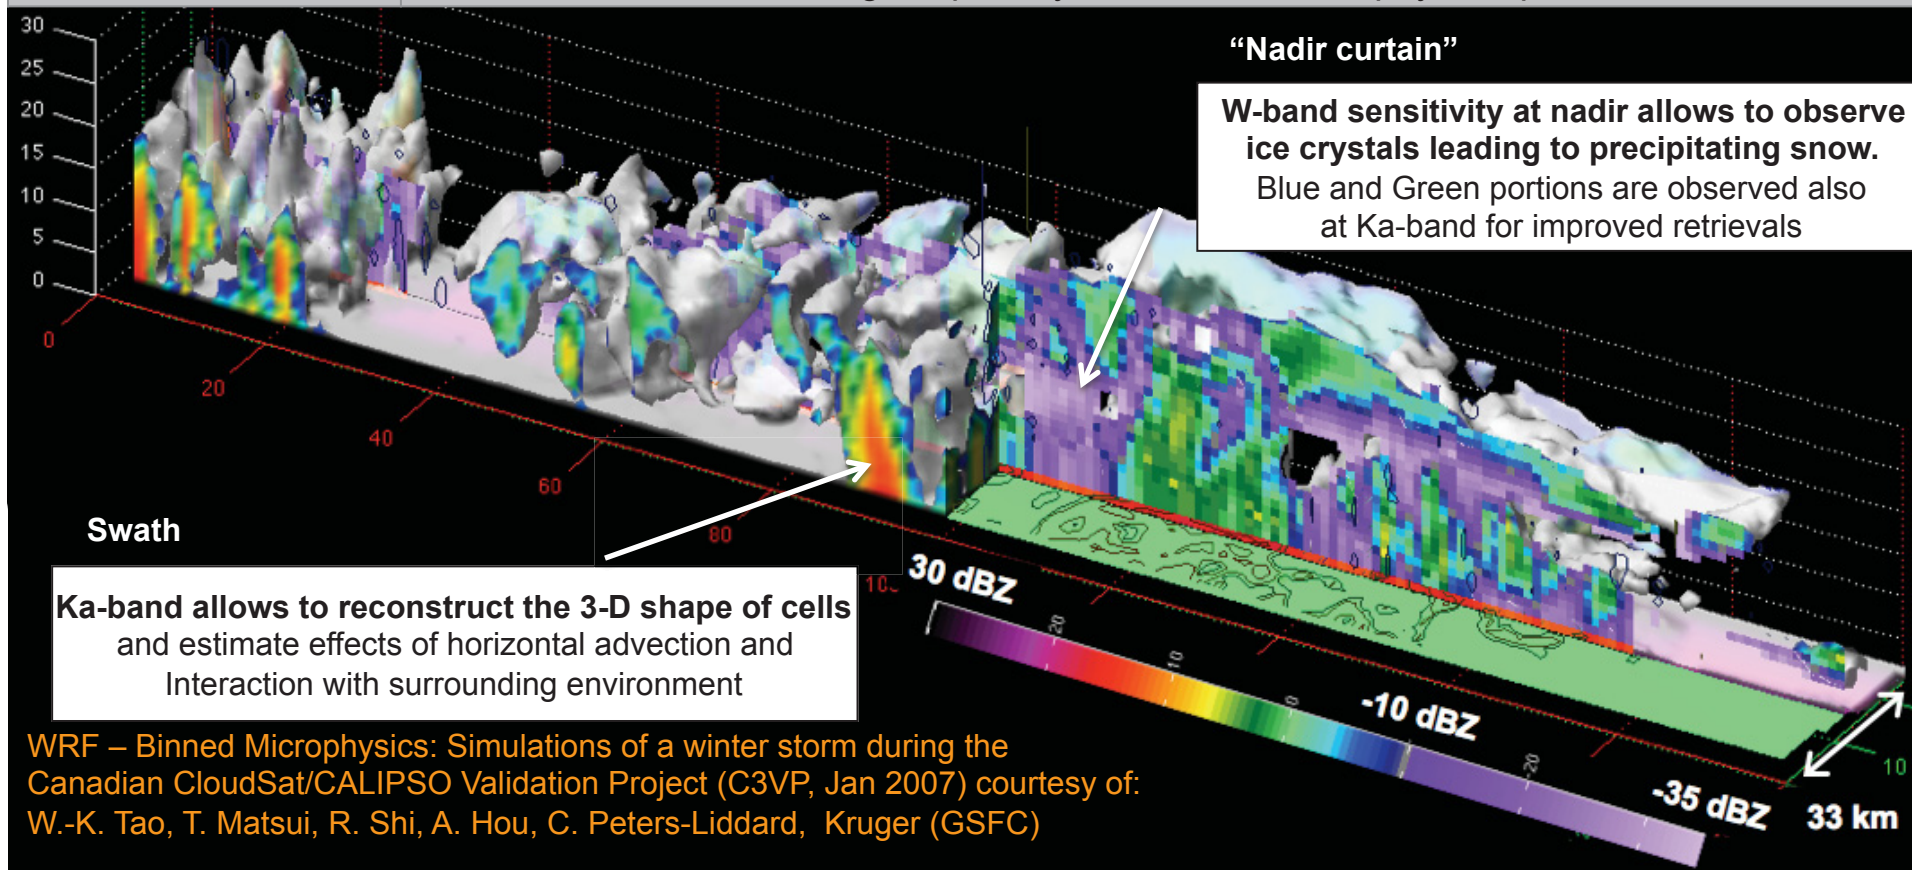 30
25
20
15
10
5
0
0
20
40
60
80
“Nadir curtain”
W-band sensitivity at nadir allows to observe
ice crystals leading to precipitating snow.
Blue and Green portions are observed also
at Ka-band for improved retrievals
Swath
Ka-band allows to reconstruct the 3-D shape of cells
and estimate effects of horizontal advection and
Interaction with surrounding environment
30 dBZ
20
10
0
-10 dBZ
-20
-35 dBZ
33 km
10
WRF – Binned Microphysics: Simulations of a winter storm during the
Canadian CloudSat/CALIPSO Validation Project (C3VP, Jan 2007) courtesy of:
W.-K. Tao, T. Matsui, R. Shi, A. Hou, C. Peters-Liddard, Kruger (GSFC)